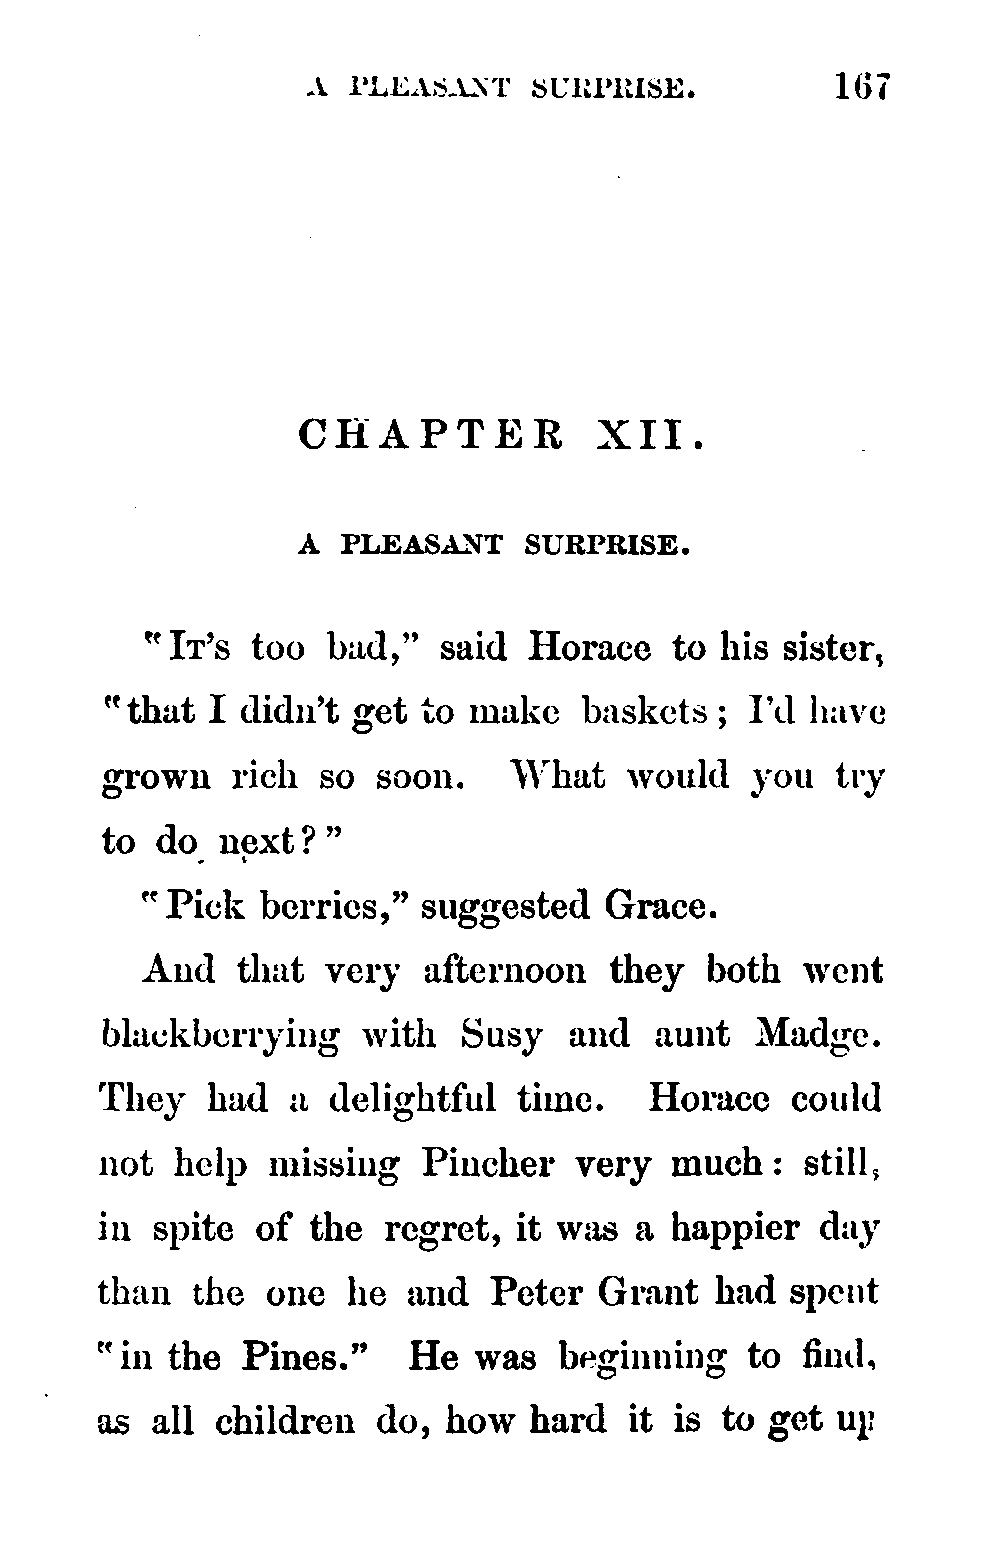 A PLEASANT SURPRISE. 167
CHAPTER XII.
A PLEASANT SURPRISE.
"IT'S too bad," said Horace to his sister,
"that I didn't get to make baskets; I'd have
grown rich so soon. What would you try
to do next?"
"Pick berries," suggested Grace.
And that very afternoon they both went
blackberrying with Susy and aunt Madge.
They had a delightful time. Horace could
not help missing Pincher very much: still,
in spite of the regret, it was a happier day
than the one he and Peter Grant had spent
"in the Pines." He was beginning to find,
as all children do, how hard it is to get up